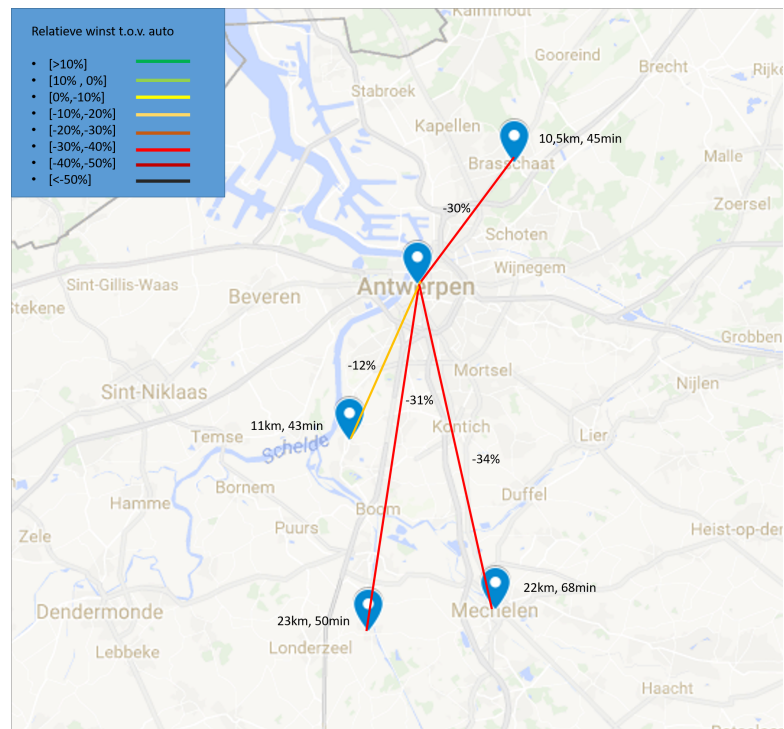 Relatieve winst t.o.v. auto
• [>10%]
• [10% , 0%]
• [0%,-10%]
• [-10%,-20%]
• [-20%,-30%]
• [-30%,-40%]
• [-40%,-50%]
• [<-50%]
Kalmthout
Gooreind
Brecht
Rijke
Stabroek
Kapellen
10,5km, 45min
Brasschaat
Malle
Zoersel
-30%
Schoten
Wijnegem
Sint-Gillis-Waas
Antwerpen
Beveren
Stekene
Grobben
-12%
Mortsel
Nijlen
Sint-Niklaas
-31%
11km, 43min
Kontich
Temse
Lier
Schelde
-34%
Bornem
Duffel
Hamme
Boom
Puurs
Heist-op-den
Zele
22km, 68min
Dendermonde
Mechelen
23km, 50min
Londerzeel
Lebbeke
Haacht